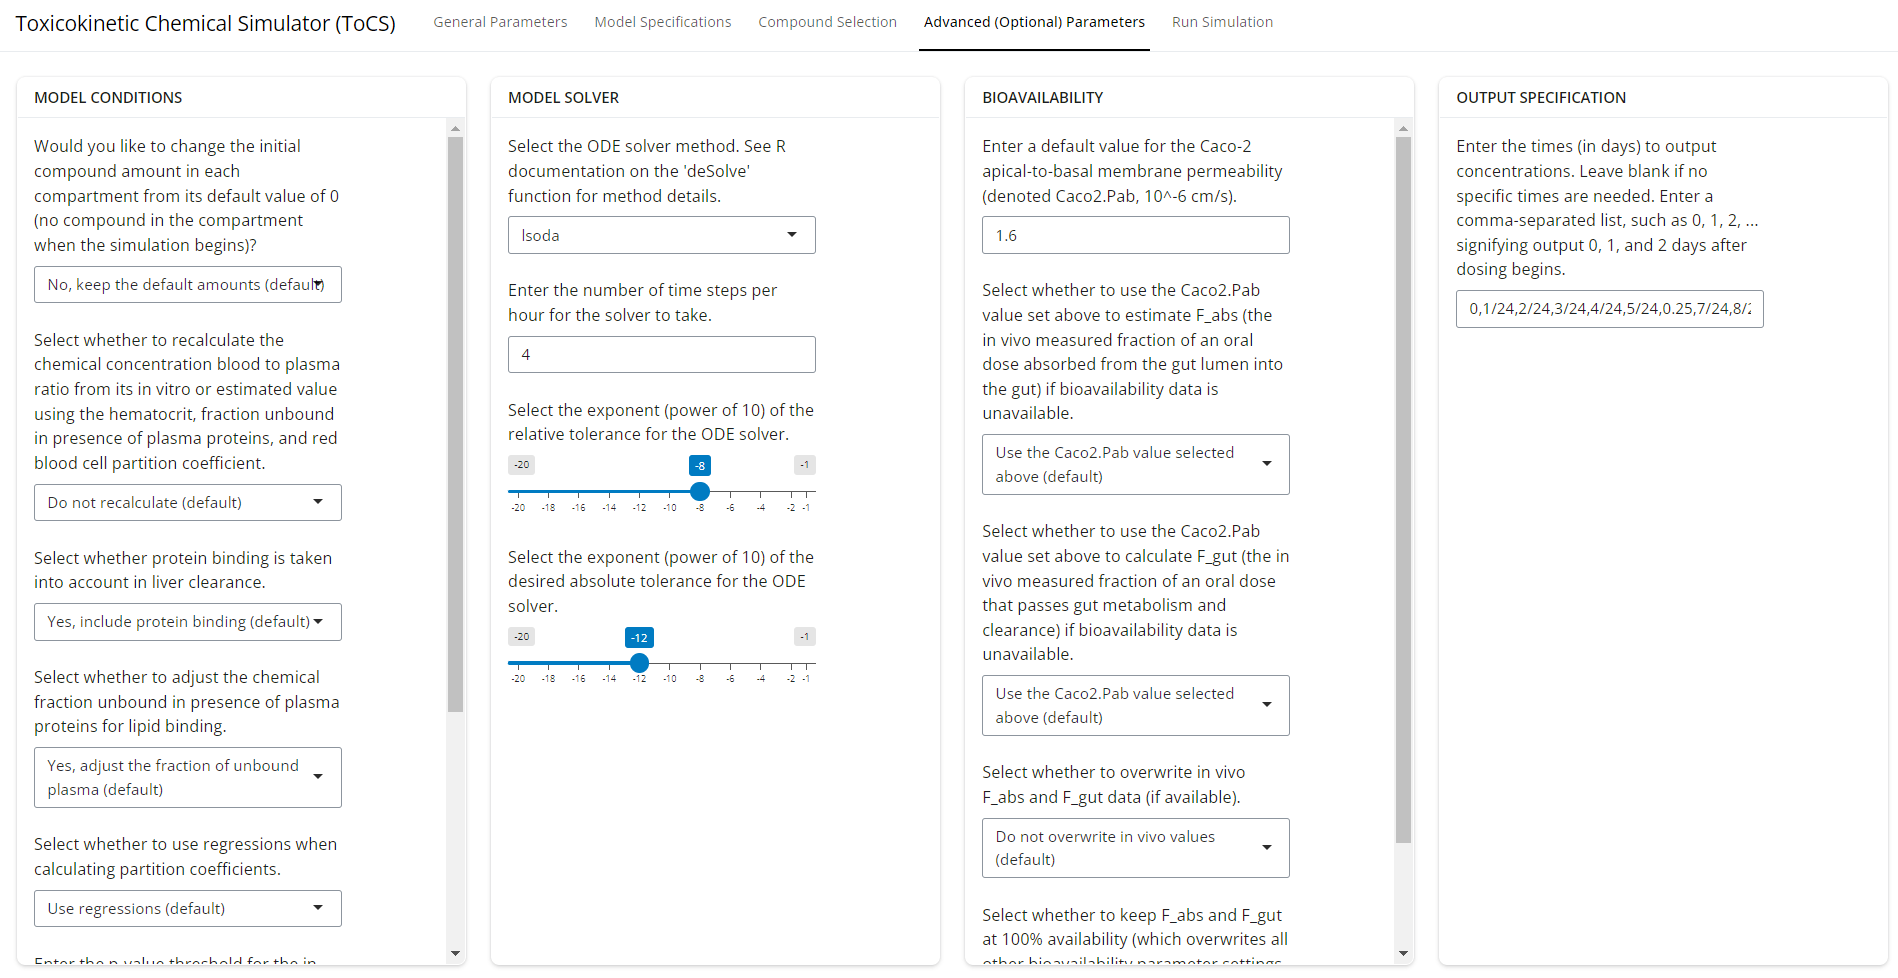 Toxicokinetic Chemical Simulator (ToCS)
General Parameters
Model Specifications
Compound Selection
Advanced (Optional) Parameters
Run Simulation
MODEL CONDITIONS
Would you like to change the initial
compound amount in each
compartment from its default value of 0
(no compound in the compartment
when the simulation begins)?
No, keep the default amounts (default)
Select whether to recalculate the
chemical concentration blood to plasma
ratio from its in vitro or estimated value
using the hematocrit, fraction unbound
in presence of plasma proteins, and red
blood cell partition coefficient.
Do not recalculate (default)
Select whether protein binding is taken
into account in liver clearance.
Yes, include protein binding (default)
Select whether to adjust the chemical
fraction unbound in presence of plasma
proteins for lipid binding.
Yes, adjust the fraction of unbound
plasma (default)
Select whether to use regressions when
calculating partition coefficients.
Use regressions (default)
Enter the p-value threshold for the in
MODEL SOLVER
Select the ODE solver method. See R
documentation on the 'deSolve'
function for method details.
lsoda
Enter the number of time steps per
hour for the solver to take.
4
Select the exponent (power of 10) of the
relative tolerance for the ODE solver.
-20 -8 -1
-20 -18 -16 -14 -12 -10 -8 -6 -4 -2 -1
Select the exponent (power of 10) of the
desired absolute tolerance for the ODE
solver.
-20 -12 -1
-20 -18 -16 -14 -12 -10 -8 -6 -4 -2 -1
BIOAVAILABILITY
Enter a default value for the Caco-2
apical-to-basal membrane permeability
(denoted Caco2.Pab, 10^-6 cm/s).
1.6
Select whether to use the Caco2.Pab
value set above to estimate F_abs (the
in vivo measured fraction of an oral
dose absorbed from the gut lumen into
the gut) if bioavailability data is
unavailable.
Use the Caco2.Pab value selected
above (default)
Select whether to use the Caco2.Pab
value set above to calculate F_gut (the in
vivo measured fraction of an oral dose
that passes gut metabolism and
clearance) if bioavailability data is
unavailable.
Use the Caco2.Pab value selected
above (default)
Select whether to overwrite in vivo
F_abs and F_gut data (if available).
Do not overwrite in vivo values
(default)
Select whether to keep F_abs and F_gut
at 100% availability (which overwrites all
other bioavailability parameter settings
OUTPUT SPECIFICATION
Enter the times (in days) to output
concentrations. Leave blank if no
specific times are needed. Enter a
comma-separated list, such as 0, 1, 2, ...
signifying output 0, 1, and 2 days after
dosing begins.
0,1/24,2/24,3/24,4/24,5/24,0.25,7/24,8/2